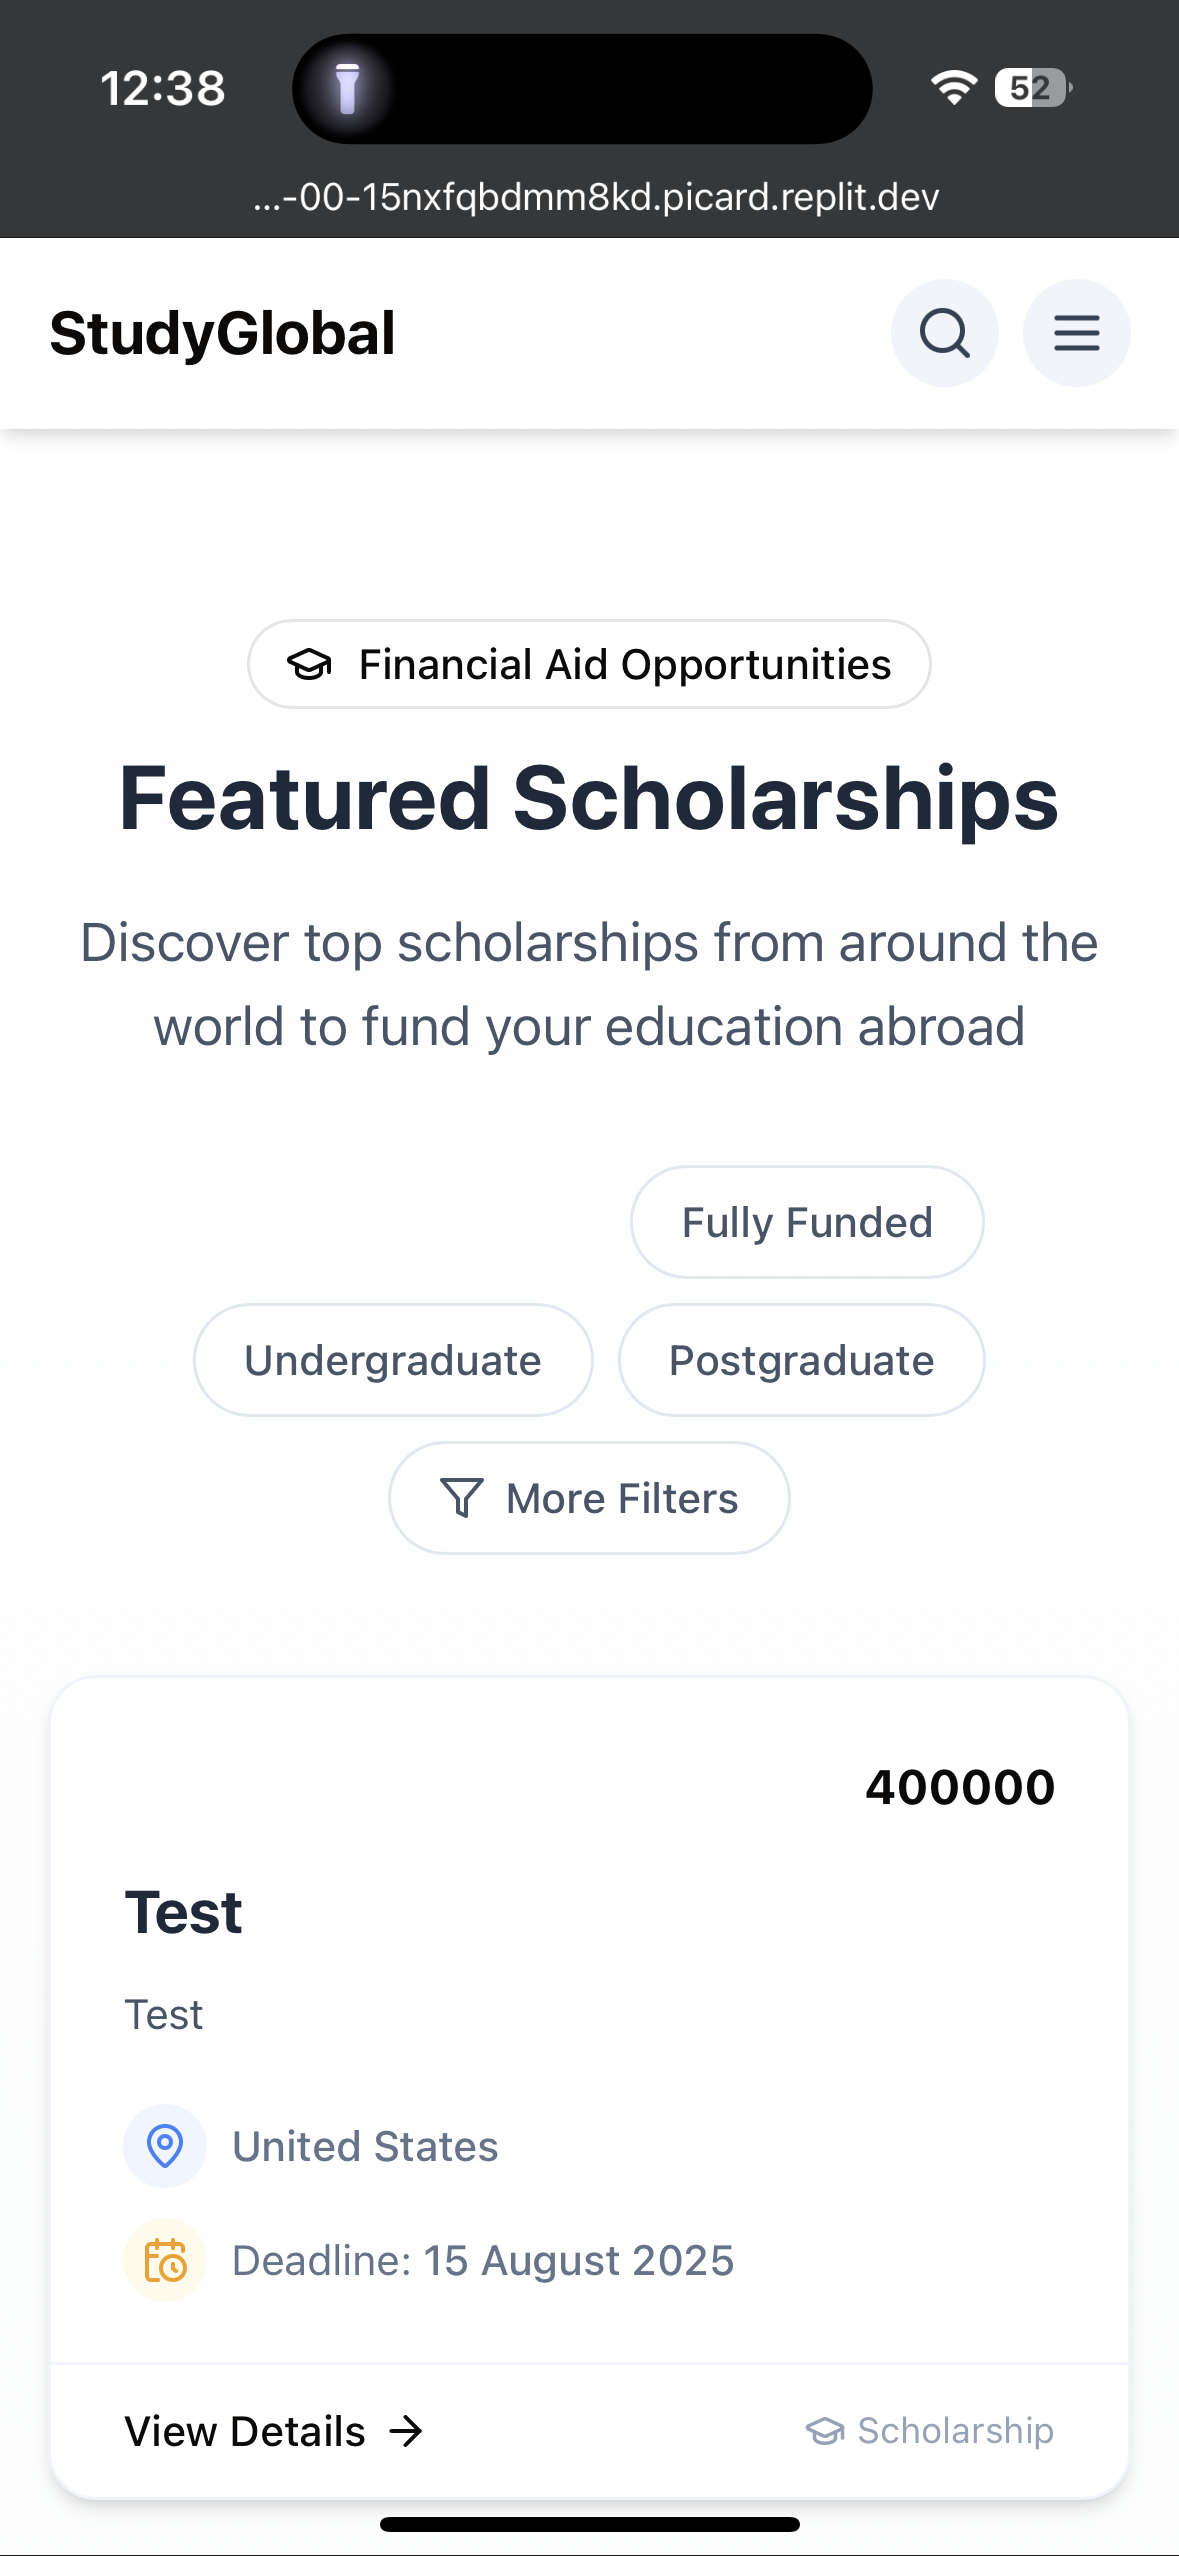 12:38
52
...-00-15nxfqbdmm8kd.picard.replit.dev
StudyGlobal
Financial Aid Opportunities
Featured Scholarships
Discover top scholarships from around the
world to fund your education abroad
Fully Funded
Undergraduate
Postgraduate
More Filters
400000
Test
Test
United States
Deadline: 15 August 2025
View Details
Scholarship